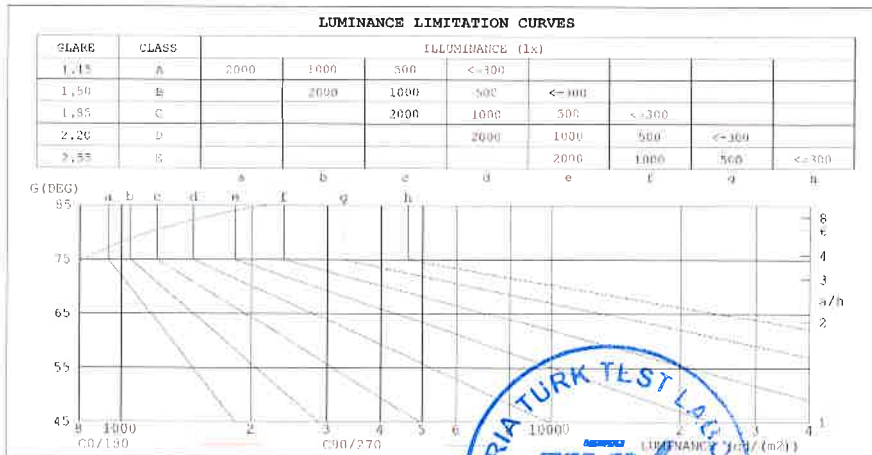 LUMINANCE LIMITATION CURVES
GLARE CLASS ILLUMINANCE (lx)
1,15 A 2000 1000 500 <=300
1,50 B 2000 1000 500 <=300
1,85 C 2000 1000 500 <=300
2,20 D 2000 1000 500 <=300
2,55 E 2000 1000 500 <=300
a b c d e f g h
G(DEG)
a b c d e f g h
85 8
6
75 4
3
a/h
65 2
55
45 1
8 1000 2 3 4 5 6 10000 2 3 4
C0/180 C90/270 LUMINANCE (cd/(m2))
TURK TEST